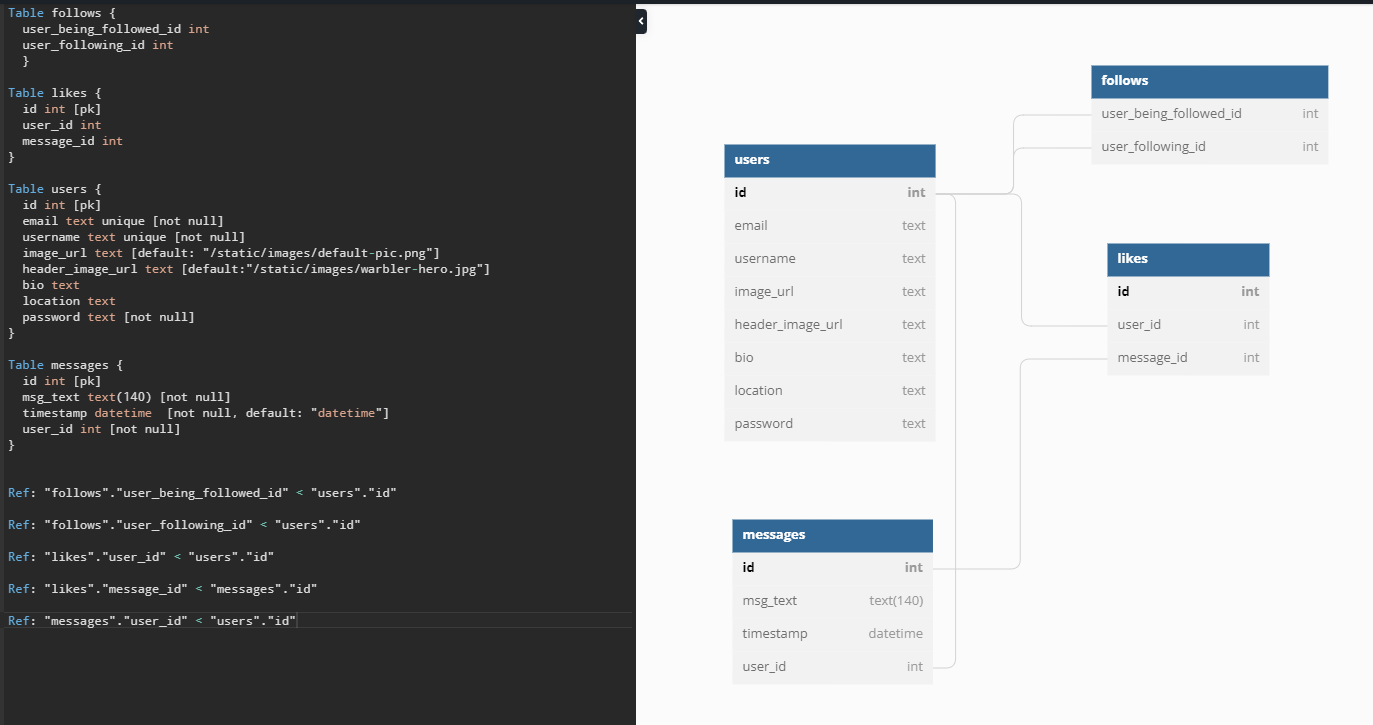 Table follows {
user_being_followed_id int
user_following_id int
}
Table likes {
id int [pk]
user_id int
message_id int
}
Table users {
id int [pk]
email text unique [not null]
username text unique [not null]
image_url text [default: "/static/images/default-pic.png"]
header_image_url text [default:"/static/images/warbler-hero.jpg"]
bio text
location text
password text [not null]
}
Table messages {
id int [pk]
msg_text text(140) [not null]
timestamp datetime  [not null, default: "datetime"]
user_id int [not null]
}
Ref: "follows"."user_being_followed_id" < "users"."id"
Ref: "follows"."user_following_id" < "users"."id"
Ref: "likes"."user_id" < "users"."id"
Ref: "likes"."message_id" < "messages"."id"
Ref: "messages"."user_id" < "users"."id"
follows
user_being_followed_id int
user_following_id int
users
id int
email text
username text
image_url text
header_image_url text
bio text
location text
password text
likes
id int
user_id int
message_id int
messages
id int
msg_text text(140)
timestamp datetime
user_id int